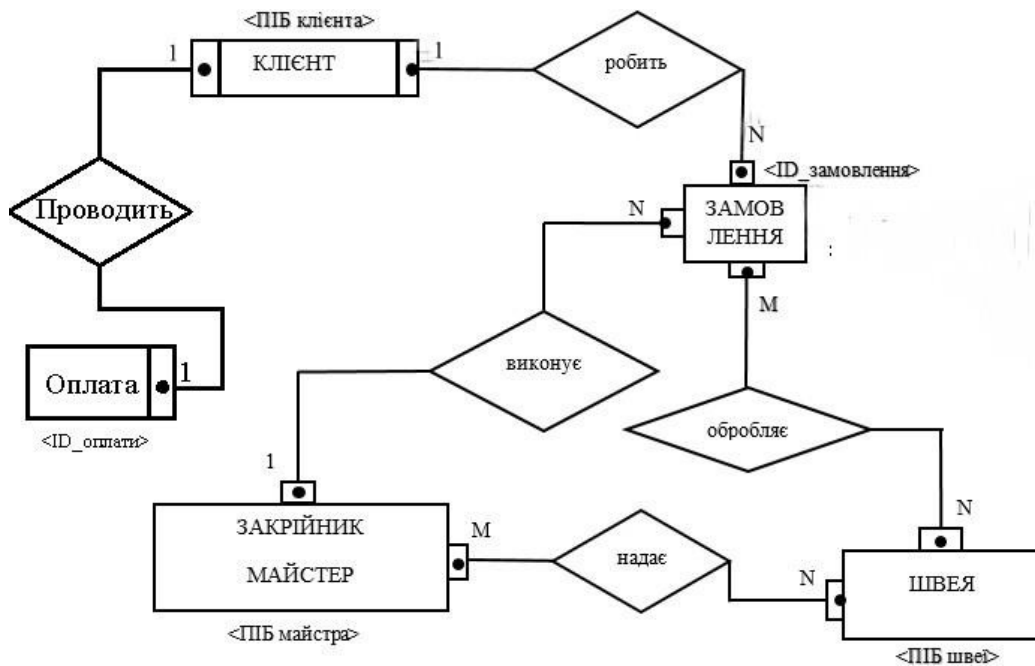 <ПІБ клієнта>
1
КЛІЄНТ
1
робить
N
<ID_замовлення>
Проводить
N
ЗАМОВ
ЛЕННЯ
:
M
Оплата
1
<ID_оплати>
виконує
обробляє
1
N
ЗАКРІЙНИК
МАЙСТЕР
M
надає
N
ШВЕЯ
<ПІБ майстра>
<ПІБ швеї>